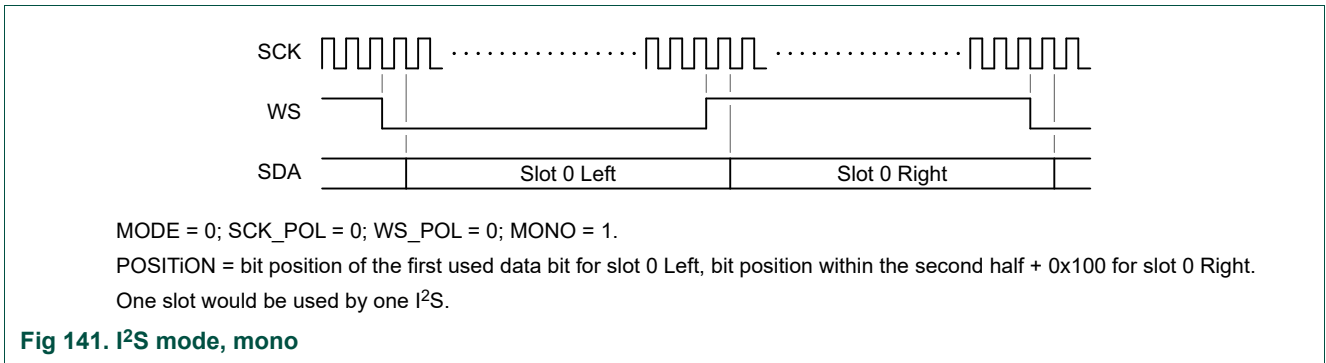 SCK
WS
SDA Slot 0 Left Slot 0 Right
MODE = 0; SCK_POL = 0; WS_POL = 0; MONO = 1.
POSITiON = bit position of the first used data bit for slot 0 Left, bit position within the second half + 0x100 for slot 0 Right.
One slot would be used by one I²S.
Fig 141. I²S mode, mono